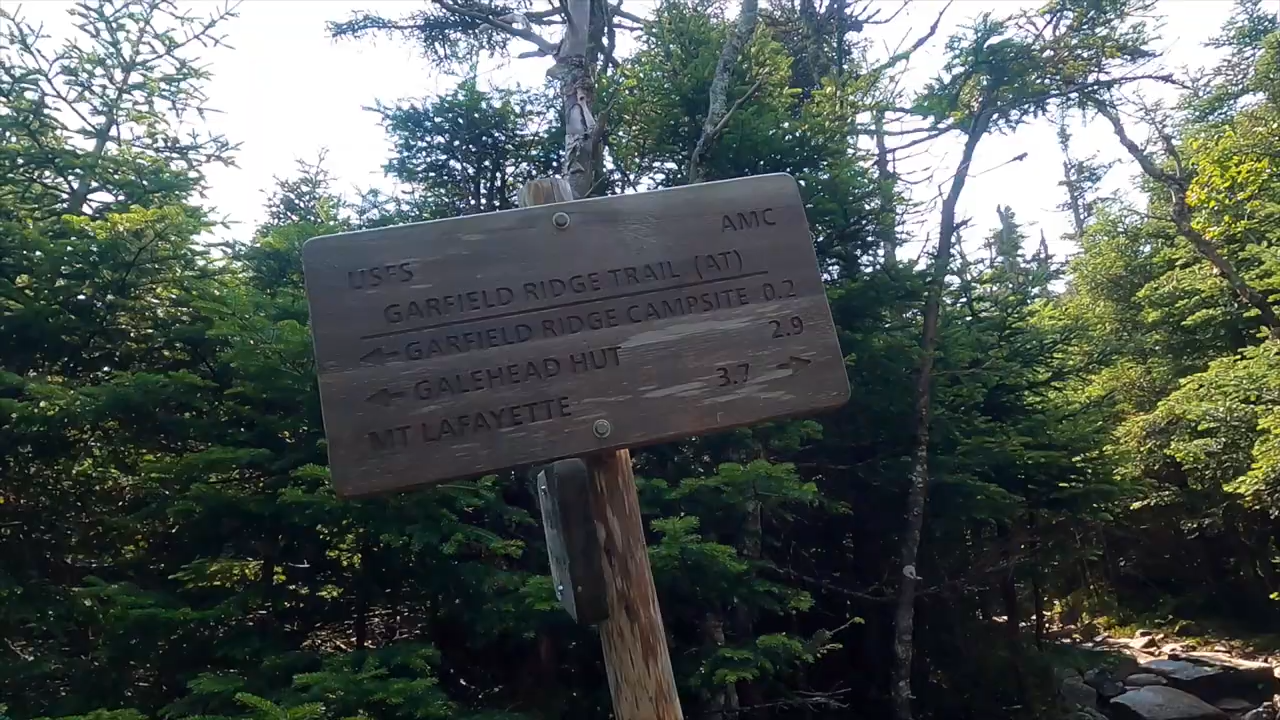 USFS AMC
GARFIELD RIDGE TRAIL (AT)
← GARFIELD RIDGE CAMPSITE 0.2
← GALEHEAD HUT 2.9
MT LAFAYETTE 3.7 →